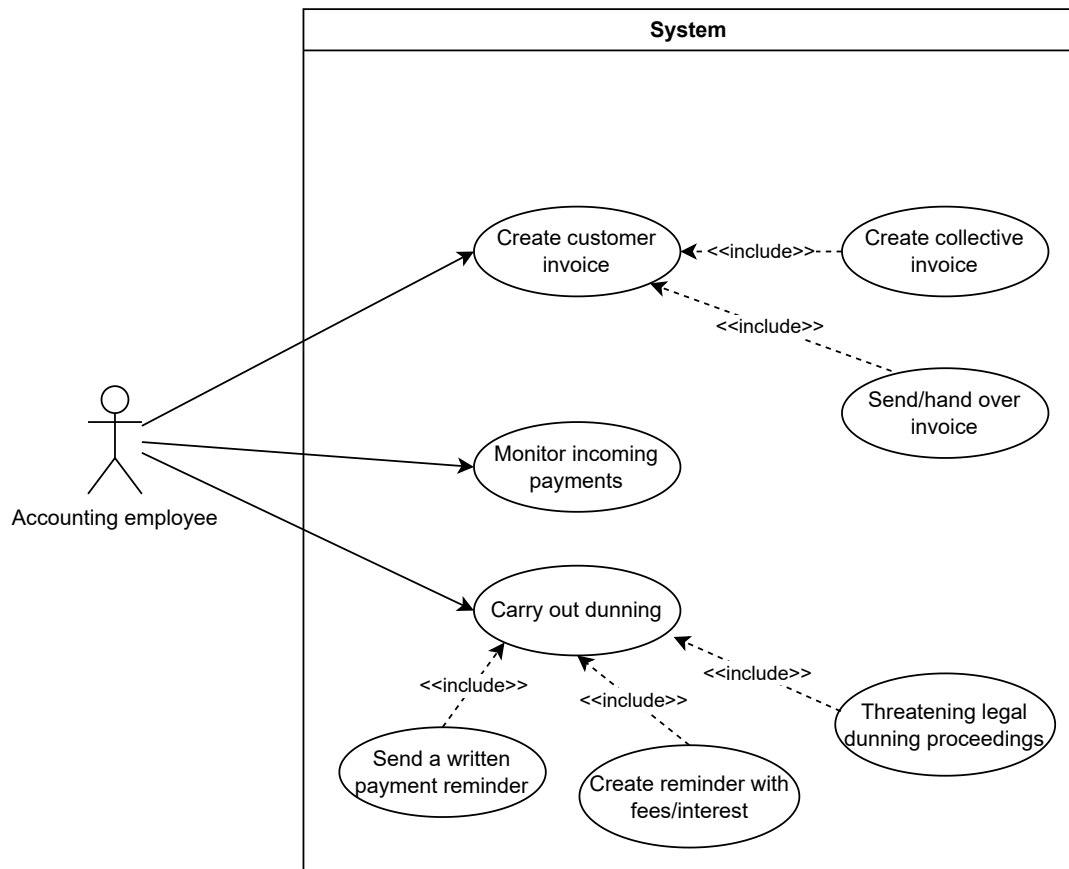 System
Create customer
invoice
<<include>>
Create collective
invoice
<<include>>
Send/hand over
invoice
Monitor incoming
payments
Accounting employee
Carry out dunning
<<include>>
<<include>>
<<include>>
Threatening legal
dunning proceedings
Send a written
payment reminder
Create reminder with
fees/interest